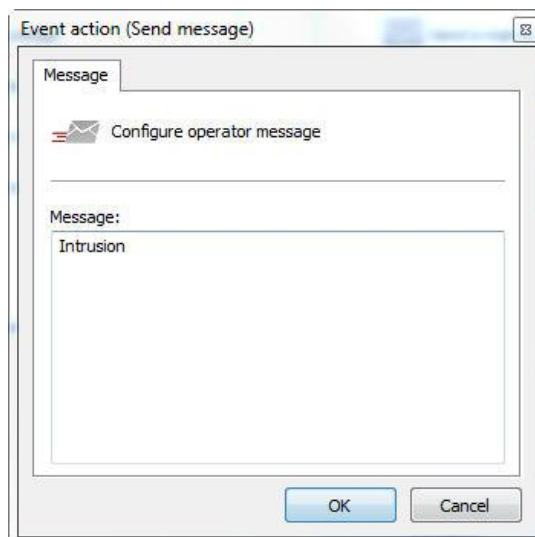 Event action (Send message)
Message
Configure operator message
Message:
Intrusion
OK
Cancel